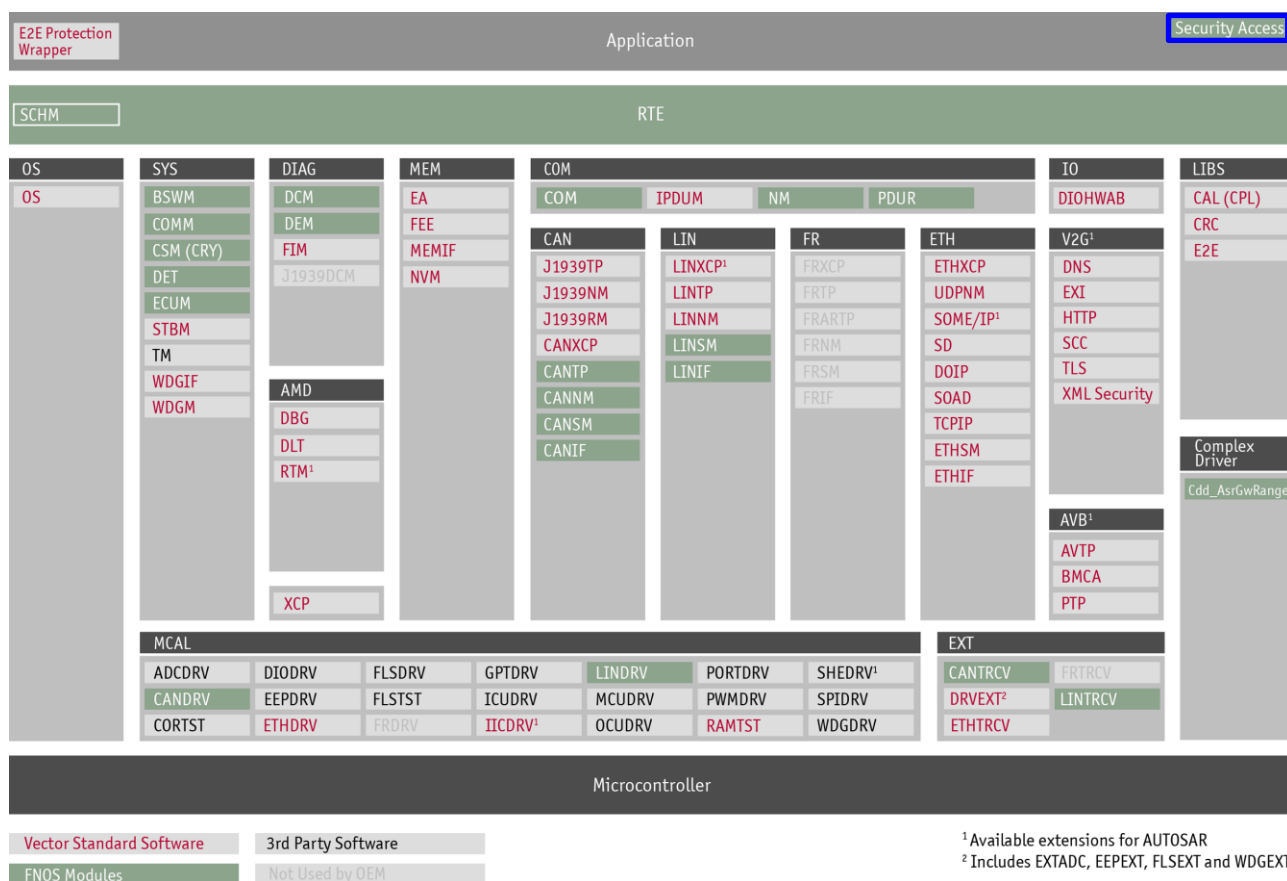 E2E Protection
Wrapper
Application
Security Access
SCHM
RTE
OS
OS
SYS
BSWM
COMM
CSM (CRY)
DET
ECUM
STBM
TM
WDGIF
WDGM
DIAG
DCM
DEM
FIM
J1939DCM
AMD
DBG
DLT
RTM¹
XCP
MEM
EA
FEE
MEMIF
NVM
COM
COM IPDUM NM PDUR
CAN
J1939TP
J1939NM
J1939RM
CANXCP
CANTP
CANNM
CANSM
CANIF
LIN
LINXCP¹
LINTP
LINNM
LINSM
LINIF
FR
FRXCP
FRTP
FRARTP
FRNM
FRSM
FRIF
ETH
ETHXCP
UDPNM
SOME/IP¹
SD
DOIP
SOAD
TCPIP
ETHSM
ETHIF
IO
DIOHWAB
V2G¹
DNS
EXI
HTTP
SCC
TLS
XML Security
AVB¹
AVTP
BMCA
PTP
LIBS
CAL (CPL)
CRC
E2E
Complex
Driver
Cdd_AsrGwRange
MCAL
ADCDRV DIODRV FLSDRV GPTDRV LINDRV PORTDRV SHEDRV¹
CANDRV EEPDRV FLSTST ICUDRV MCUDRV PWMDRV SPIDRV
CORTST ETHDRV FRDRV IICDRV¹ OCUDRV RAMTST WDGDRV
EXT
CANTRCV FRTRCV
DRVEXT² LINTRCV
ETHTRCV
Microcontroller
Vector Standard Software 3rd Party Software
FNOS Modules Not Used by OEM
¹ Available extensions for AUTOSAR
² Includes EXTADC, EEPEXT, FLSEXT and WDGEXT